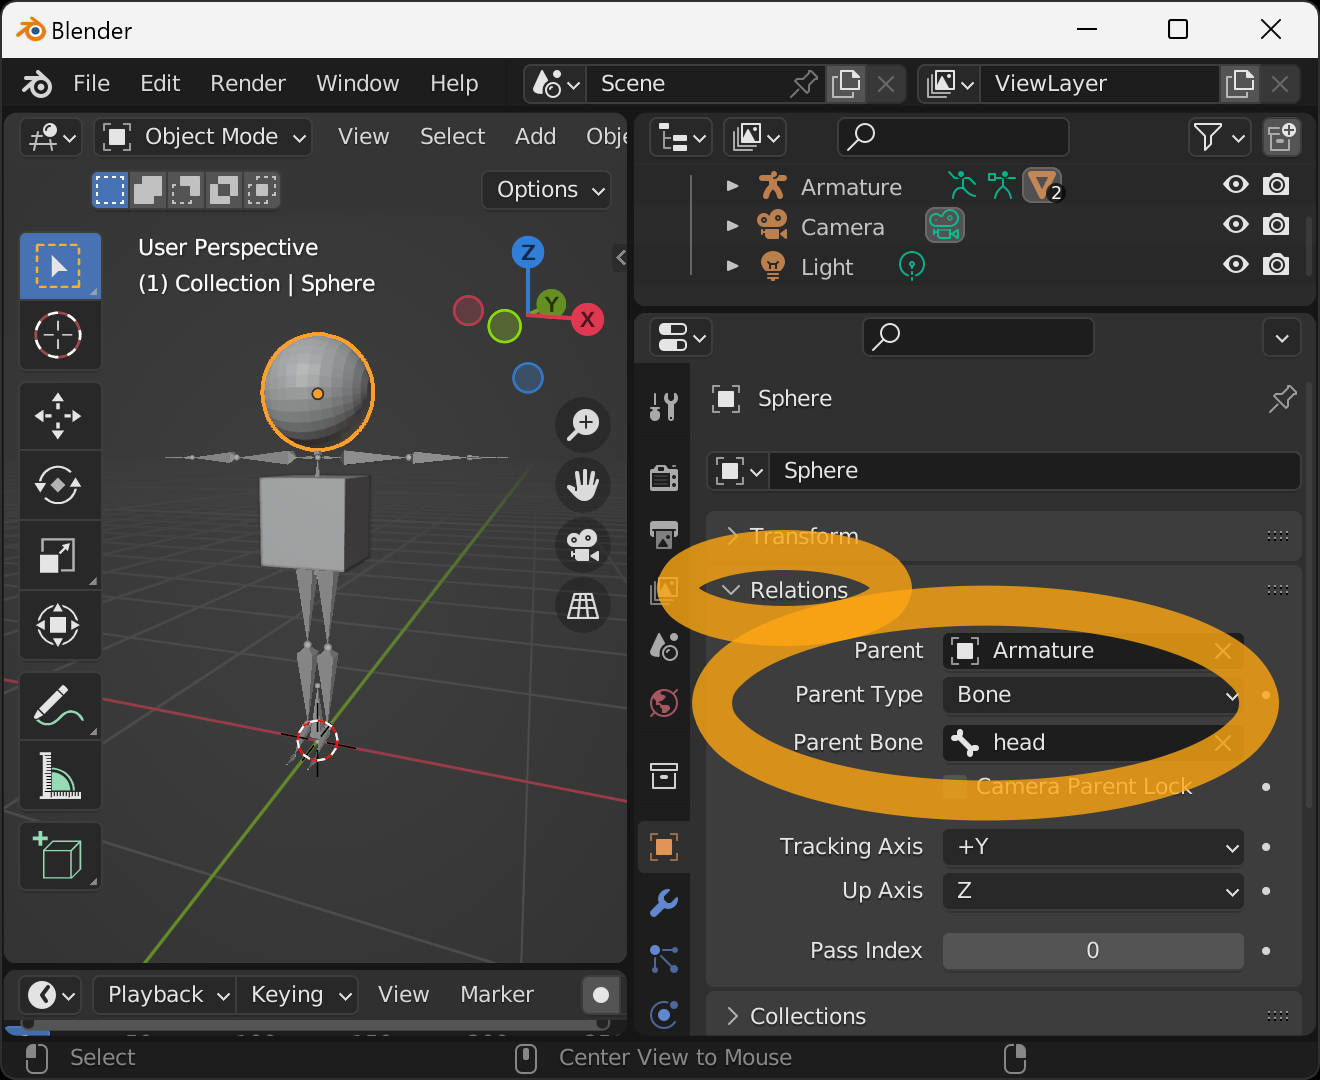 Blender
File Edit Render Window Help Scene ViewLayer
Object Mode View Select Add Obje
Options
User Perspective
(1) Collection | Sphere
Z
Y
X
Armature 2
Camera
Light
Sphere
Sphere
Transform
Relations
Parent Armature
Parent Type Bone
Parent Bone head
Camera Parent Lock
Tracking Axis +Y
Up Axis Z
Pass Index 0
Collections
Playback Keying View Marker
Select Center View to Mouse